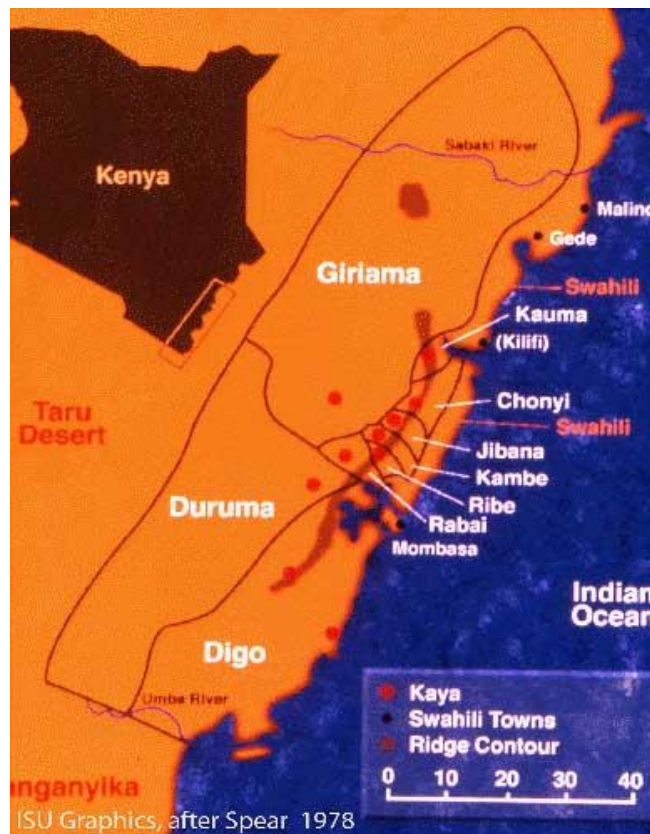 Kenya
Sabaki River
Malind
Gede
Giriama
Swahili
Kauma
(Kilifi)
Taru
Desert
Chonyi
Swahili
Jibana
Kambe
Ribe
Rabai
Duruma
Mombasa
Indian
Ocean
Digo
Umba River
Kaya
Swahili Towns
Ridge Contour
0 10 20 30 40
anganyika
ISU Graphics, after Spear 1978